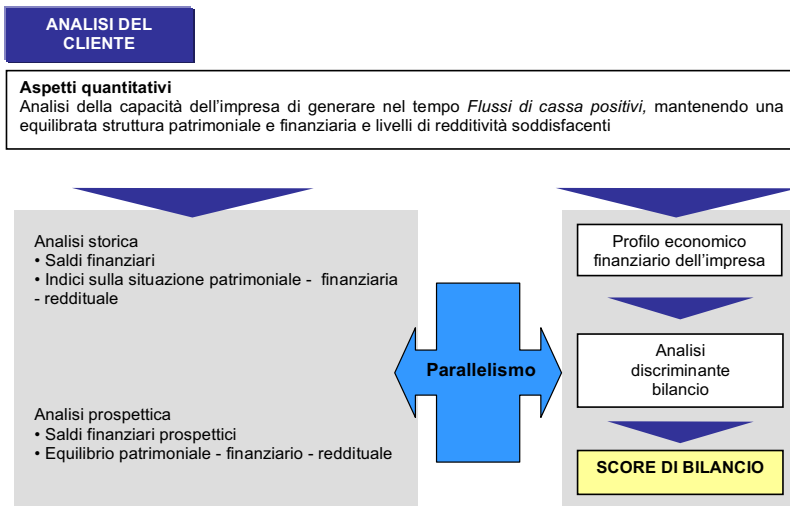 ANALISI DEL
CLIENTE
Aspetti quantitativi
Analisi della capacità dell'impresa di generare nel tempo Flussi di cassa positivi, mantenendo una
equilibrata struttura patrimoniale e finanziaria e livelli di redditività soddisfacenti
Analisi storica
• Saldi finanziari
• Indici sulla situazione patrimoniale - finanziaria
- reddituale
Analisi prospettica
• Saldi finanziari prospettici
• Equilibrio patrimoniale - finanziario - reddituale
Parallelismo
Profilo economico
finanziario dell'impresa
Analisi
discriminante
bilancio
SCORE DI BILANCIO